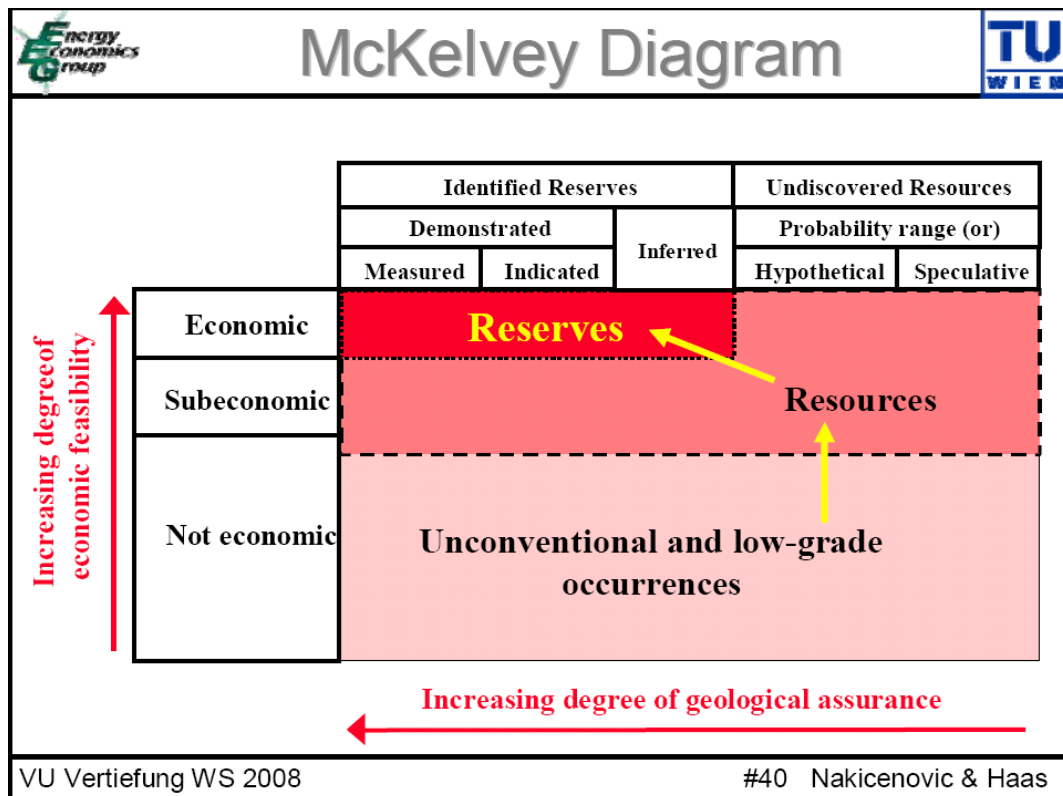 Energy
Economics
Group
McKelvey Diagram
TU
WIEN
Identified Reserves
Undiscovered Resources
Demonstrated
Inferred
Probability range (or)
Measured
Indicated
Hypothetical
Speculative
Increasing degreeof
economic feasibility
Economic
Reserves
Subeconomic
Resources
Not economic
Unconventional and low-grade
occurrences
Increasing degree of geological assurance
VU Vertiefung WS 2008
#40 Nakicenovic & Haas